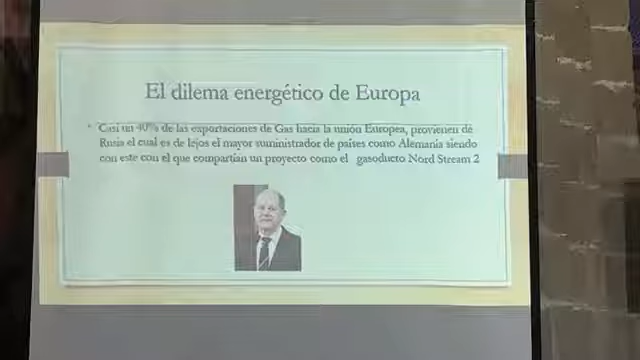 El dilema energético de Europa
Casi un 40% de las exportaciones de Gas hacia la unión Europea, provienen de
Rusia el cual es de lejos el mayor suministrador de países como Alemania siendo
con este con el que compartían un proyecto como el gasoducto Nord Stream 2